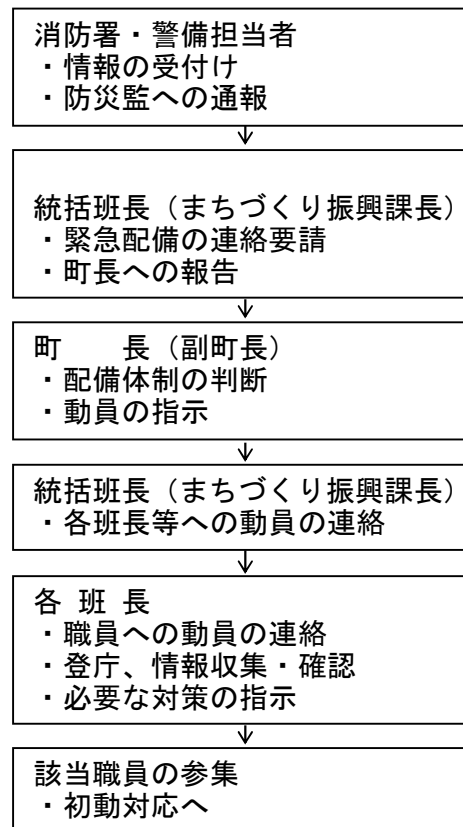 消防署・警備担当者
・情報の受付け
・防災監への通報
統括班長（まちづくり振興課長）
・緊急配備の連絡要請
・町長への報告
町　　長（副町長）
・配備体制の判断
・動員の指示
統括班長（まちづくり振興課長）
・各班長等への動員の連絡
各 班 長
・職員への動員の連絡
・登庁、情報収集・確認
・必要な対策の指示
該当職員の参集
・初動対応へ